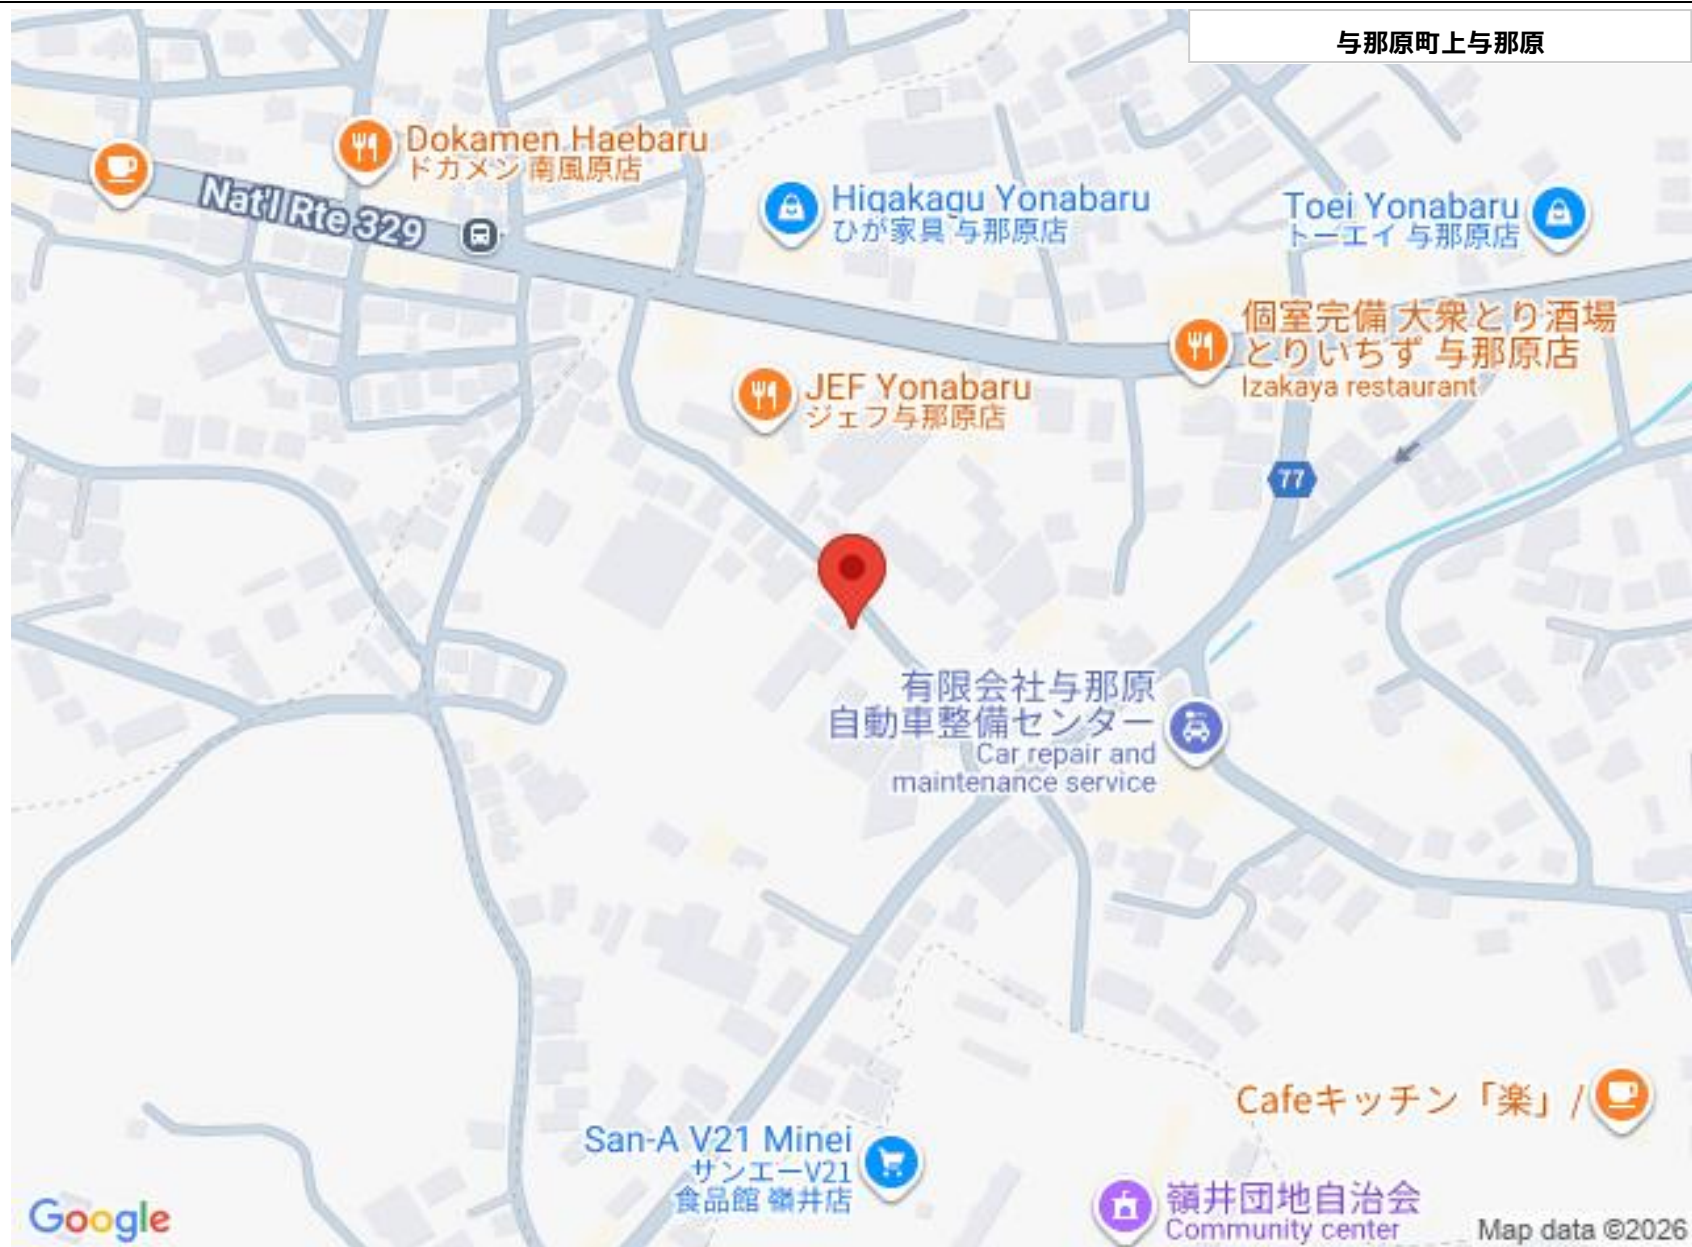 与那原町上与那原
Dokamen Haebaru
ドカメン 南風原店
Nat'l Rte 329
Higakagu Yonabaru
ひが家具 与那原店
Toei Yonabaru
トーエイ 与那原店
個室完備 大衆とり酒場
とりいちず 与那原店
Izakaya restaurant
JEF Yonabaru
ジェフ与那原店
77
有限会社与那原
自動車整備センター
Car repair and
maintenance service
Cafeキッチン「楽」/
San-A V21 Minei
サンエーV21
食品館 嶺井店
嶺井団地自治会
Community center
Google
Map data ©2026